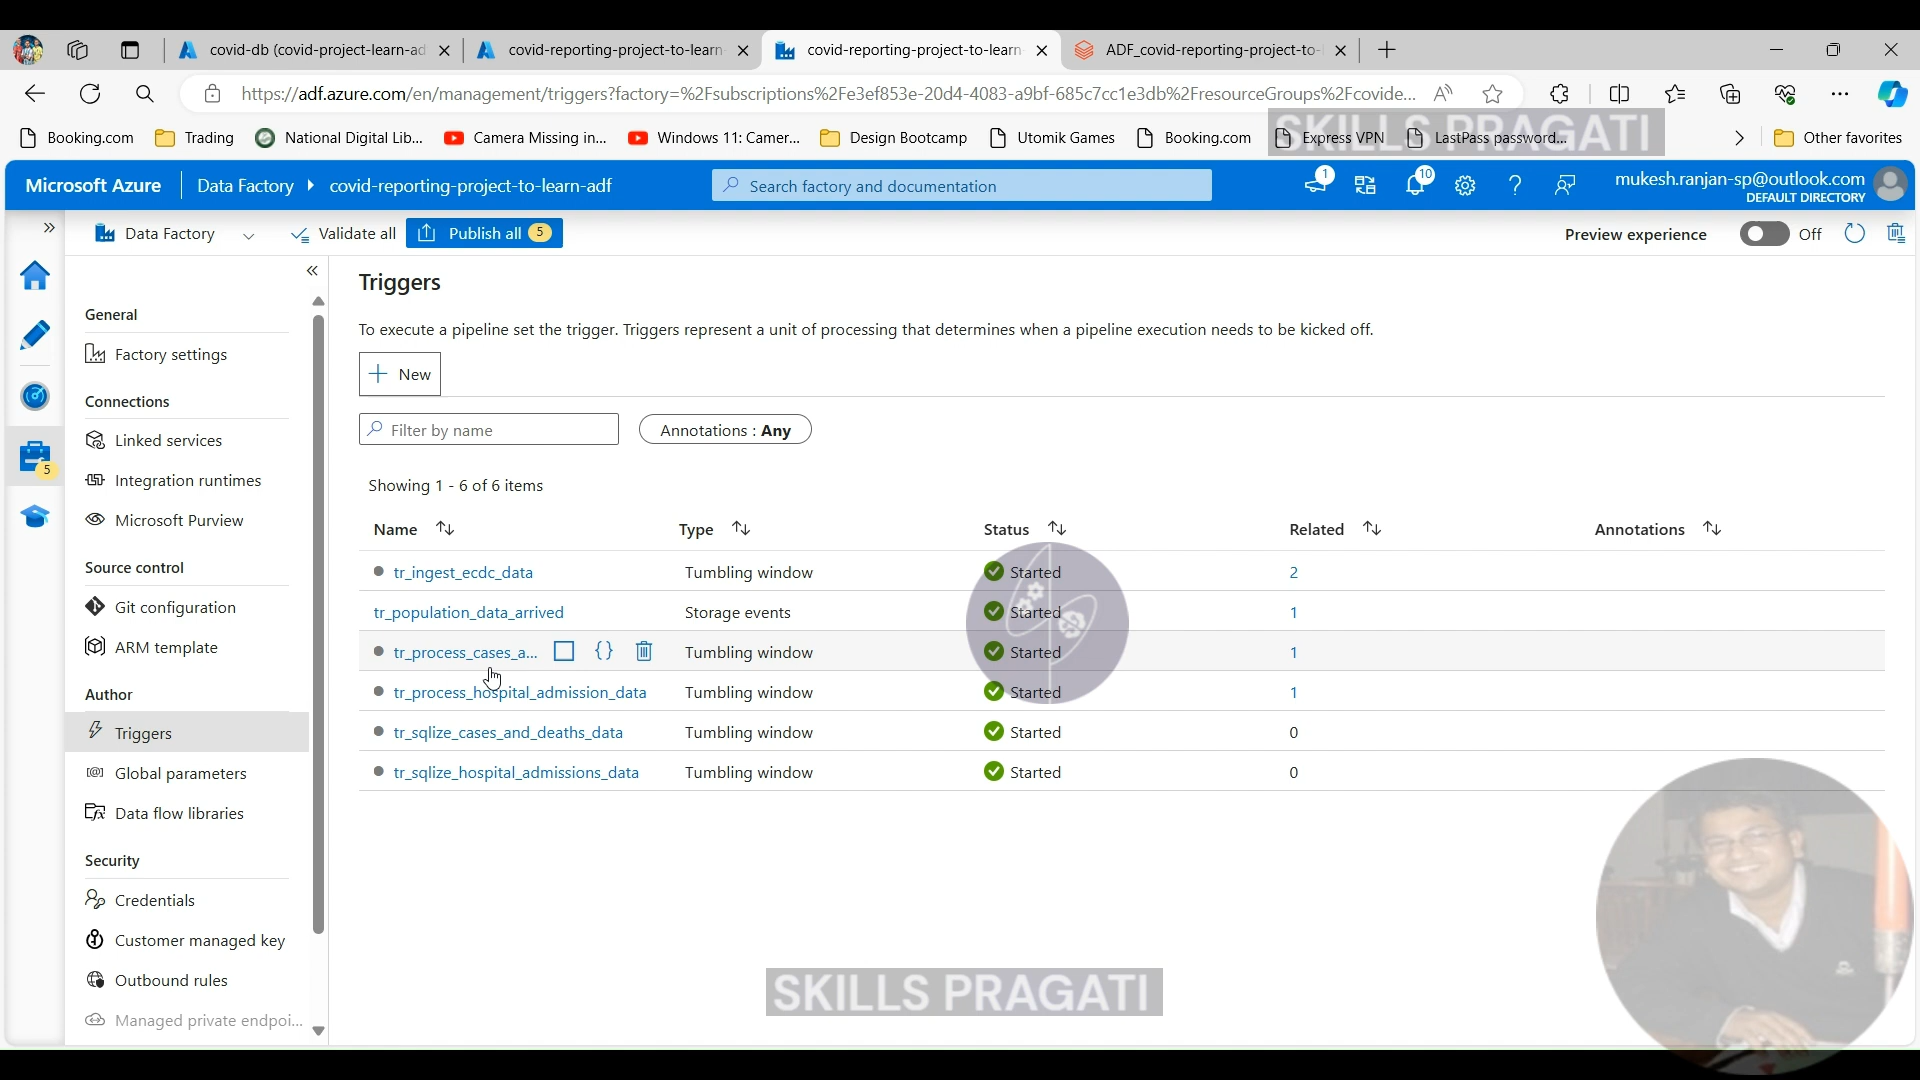 covid-db (covid-project-learn-ad
covid-reporting-project-to-learn
covid-reporting-project-to-learn
ADF_covid-reporting-project-to-l
https://adf.azure.com/en/management/triggers?factory=%2Fsubscriptions%2Fe3ef853e-20d4-4083-a9bf-685c7cc1e3db%2FresourceGroups%2Fcovide...
Booking.com
Trading
National Digital Lib...
Camera Missing in...
Windows 11: Camer...
Design Bootcamp
Utomik Games
Booking.com
Express VPN
LastPass password...
Other favorites
SKILLS PRAGATI
Microsoft Azure
Data Factory
covid-reporting-project-to-learn-adf
Search factory and documentation
1
10
mukesh.ranjan-sp@outlook.com
DEFAULT DIRECTORY
Data Factory
Validate all
Publish all 5
Preview experience
Off
5
General
Factory settings
Connections
Linked services
Integration runtimes
Microsoft Purview
Source control
Git configuration
ARM template
Author
Triggers
Global parameters
Data flow libraries
Security
Credentials
Customer managed key
Outbound rules
Managed private endpoi...
Triggers
To execute a pipeline set the trigger. Triggers represent a unit of processing that determines when a pipeline execution needs to be kicked off.
New
Filter by name
Annotations : Any
Showing 1 - 6 of 6 items
Name Type Status Related Annotations
tr_ingest_ecdc_data Tumbling window Started 2
tr_population_data_arrived Storage events Started 1
tr_process_cases_a... {} Tumbling window Started 1
tr_process_hospital_admission_data Tumbling window Started 1
tr_sqlize_cases_and_deaths_data Tumbling window Started 0
tr_sqlize_hospital_admissions_data Tumbling window Started 0
SKILLS PRAGATI